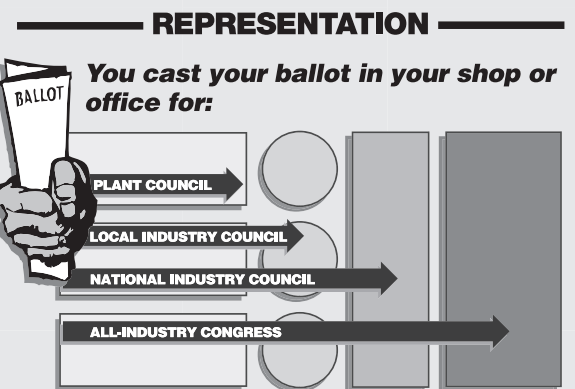 REPRESENTATION
You cast your ballot in your shop or
office for:
BALLOT
PLANT COUNCIL
LOCAL INDUSTRY COUNCIL
NATIONAL INDUSTRY COUNCIL
ALL-INDUSTRY CONGRESS